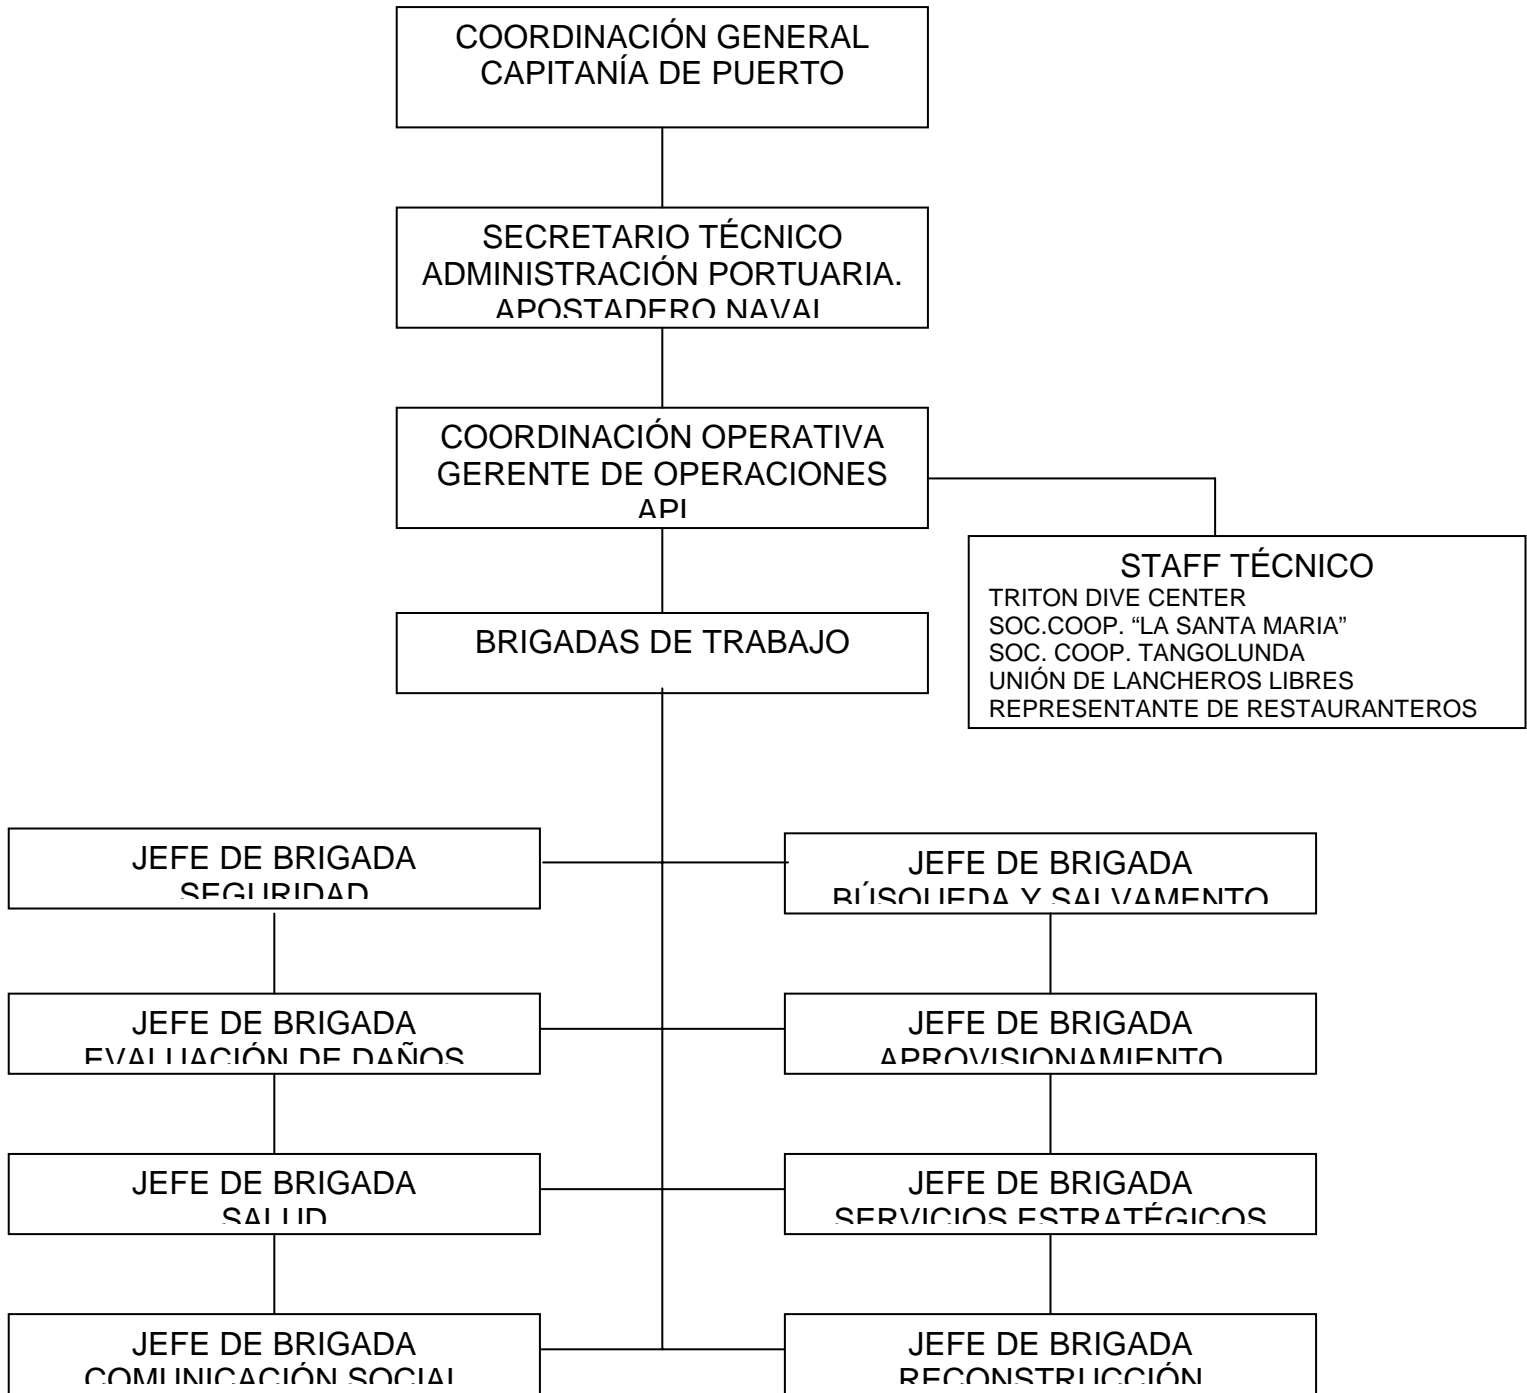 COORDINACIÓN GENERAL
CAPITANÍA DE PUERTO
SECRETARIO TÉCNICO
ADMINISTRACIÓN PORTUARIA.
APOSTADERO NAVAL
COORDINACIÓN OPERATIVA
GERENTE DE OPERACIONES
API
STAFF TÉCNICO
TRITON DIVE CENTER
SOC.COOP. “LA SANTA MARIA”
SOC. COOP. TANGOLUNDA
UNIÓN DE LANCHEROS LIBRES
REPRESENTANTE DE RESTAURANTEROS
BRIGADAS DE TRABAJO
JEFE DE BRIGADA
SEGURIDAD
JEFE DE BRIGADA
BÚSQUEDA Y SALVAMENTO
JEFE DE BRIGADA
EVALUACIÓN DE DAÑOS
JEFE DE BRIGADA
APROVISIONAMIENTO
JEFE DE BRIGADA
SALUD
JEFE DE BRIGADA
SERVICIOS ESTRATÉGICOS
JEFE DE BRIGADA
COMUNICACIÓN SOCIAL
JEFE DE BRIGADA
RECONSTRUCCIÓN